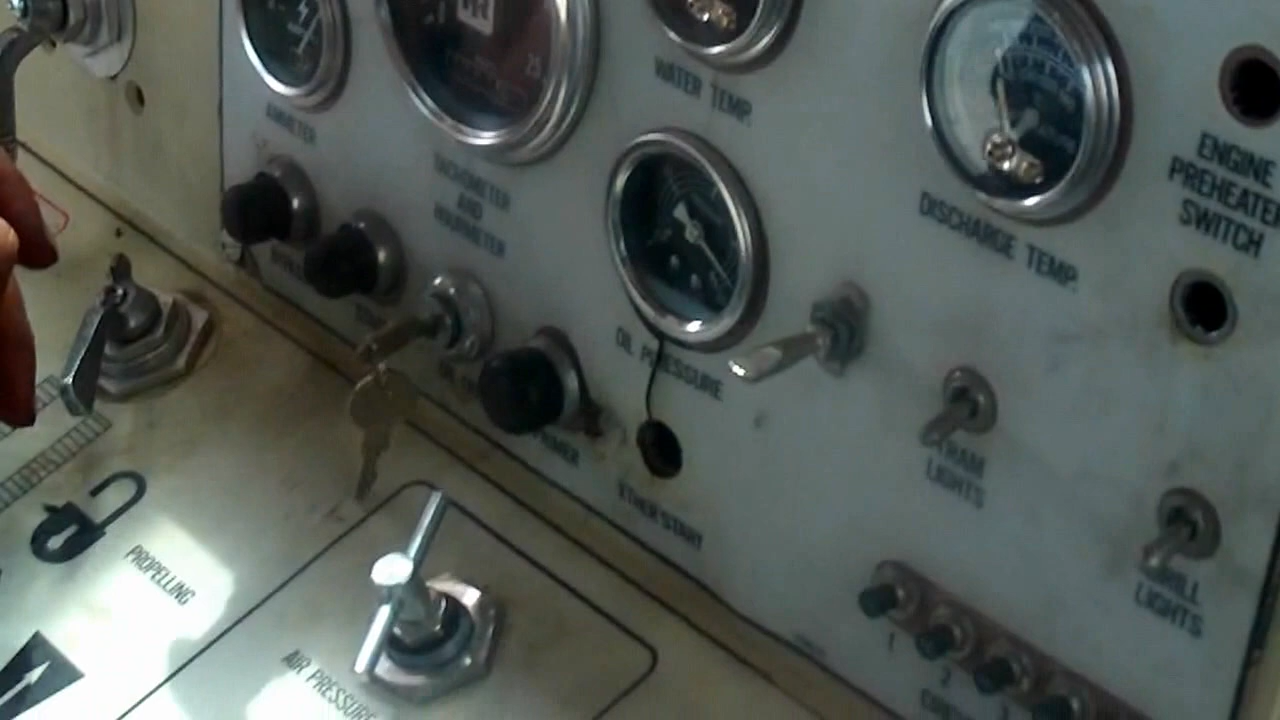 AMMETER
TACHOMETER
AND
HOURMETER
WATER TEMP.
DISCHARGE TEMP.
ENGINE
PREHEATER
SWITCH
OIL PRESSURE
ETHER START
TRAM
LIGHTS
DRILL
LIGHTS
1
2
PROPELLING
AIR PRESSURE